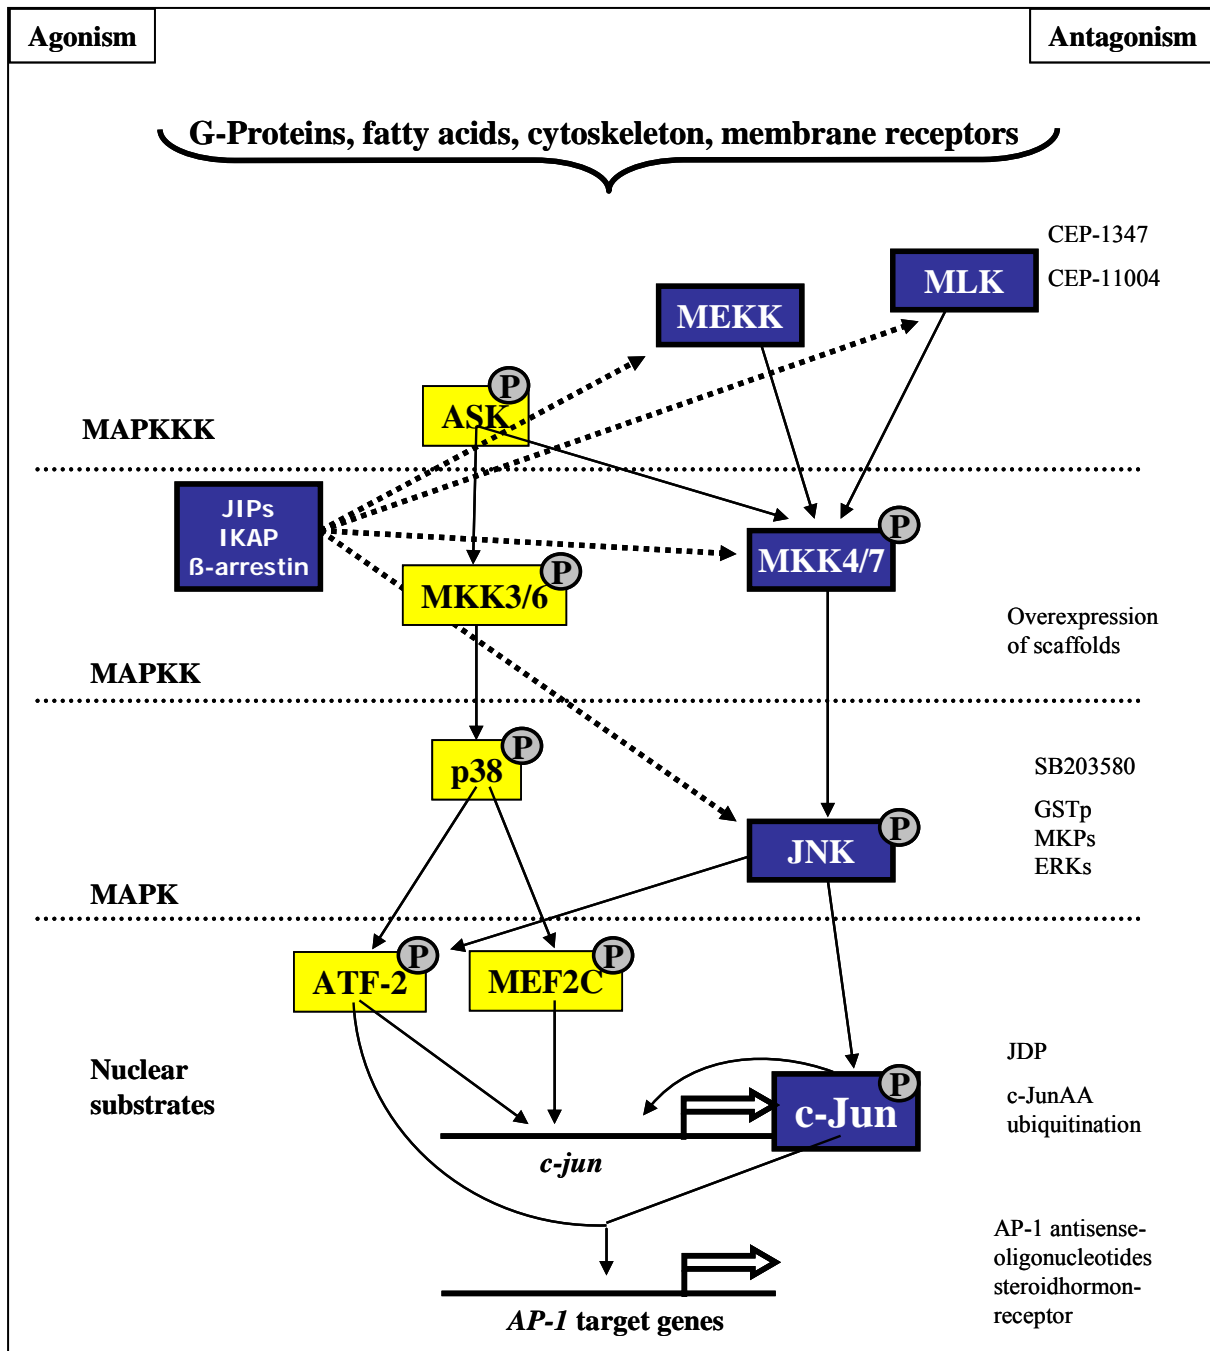 Agonism
Antagonism
G-Proteins, fatty acids, cytoskeleton, membrane receptors
CEP-1347
MLK
CEP-11004
MEKK
P
ASK
MAPKKK
JIPs
IKAP
ß-arrestin
P
MKK4/7
P
MKK3/6
Overexpression
of scaffolds
MAPKK
P
p38
SB203580
GSTp
MKPs
ERKs
P
JNK
MAPK
P
ATF-2
P
MEF2C
Nuclear
substrates
JDP
c-JunAA
ubiquitination
P
c-Jun
c-jun
AP-1 antisense-
oligonucleotides
steroidhormon-
receptor
AP-1 target genes